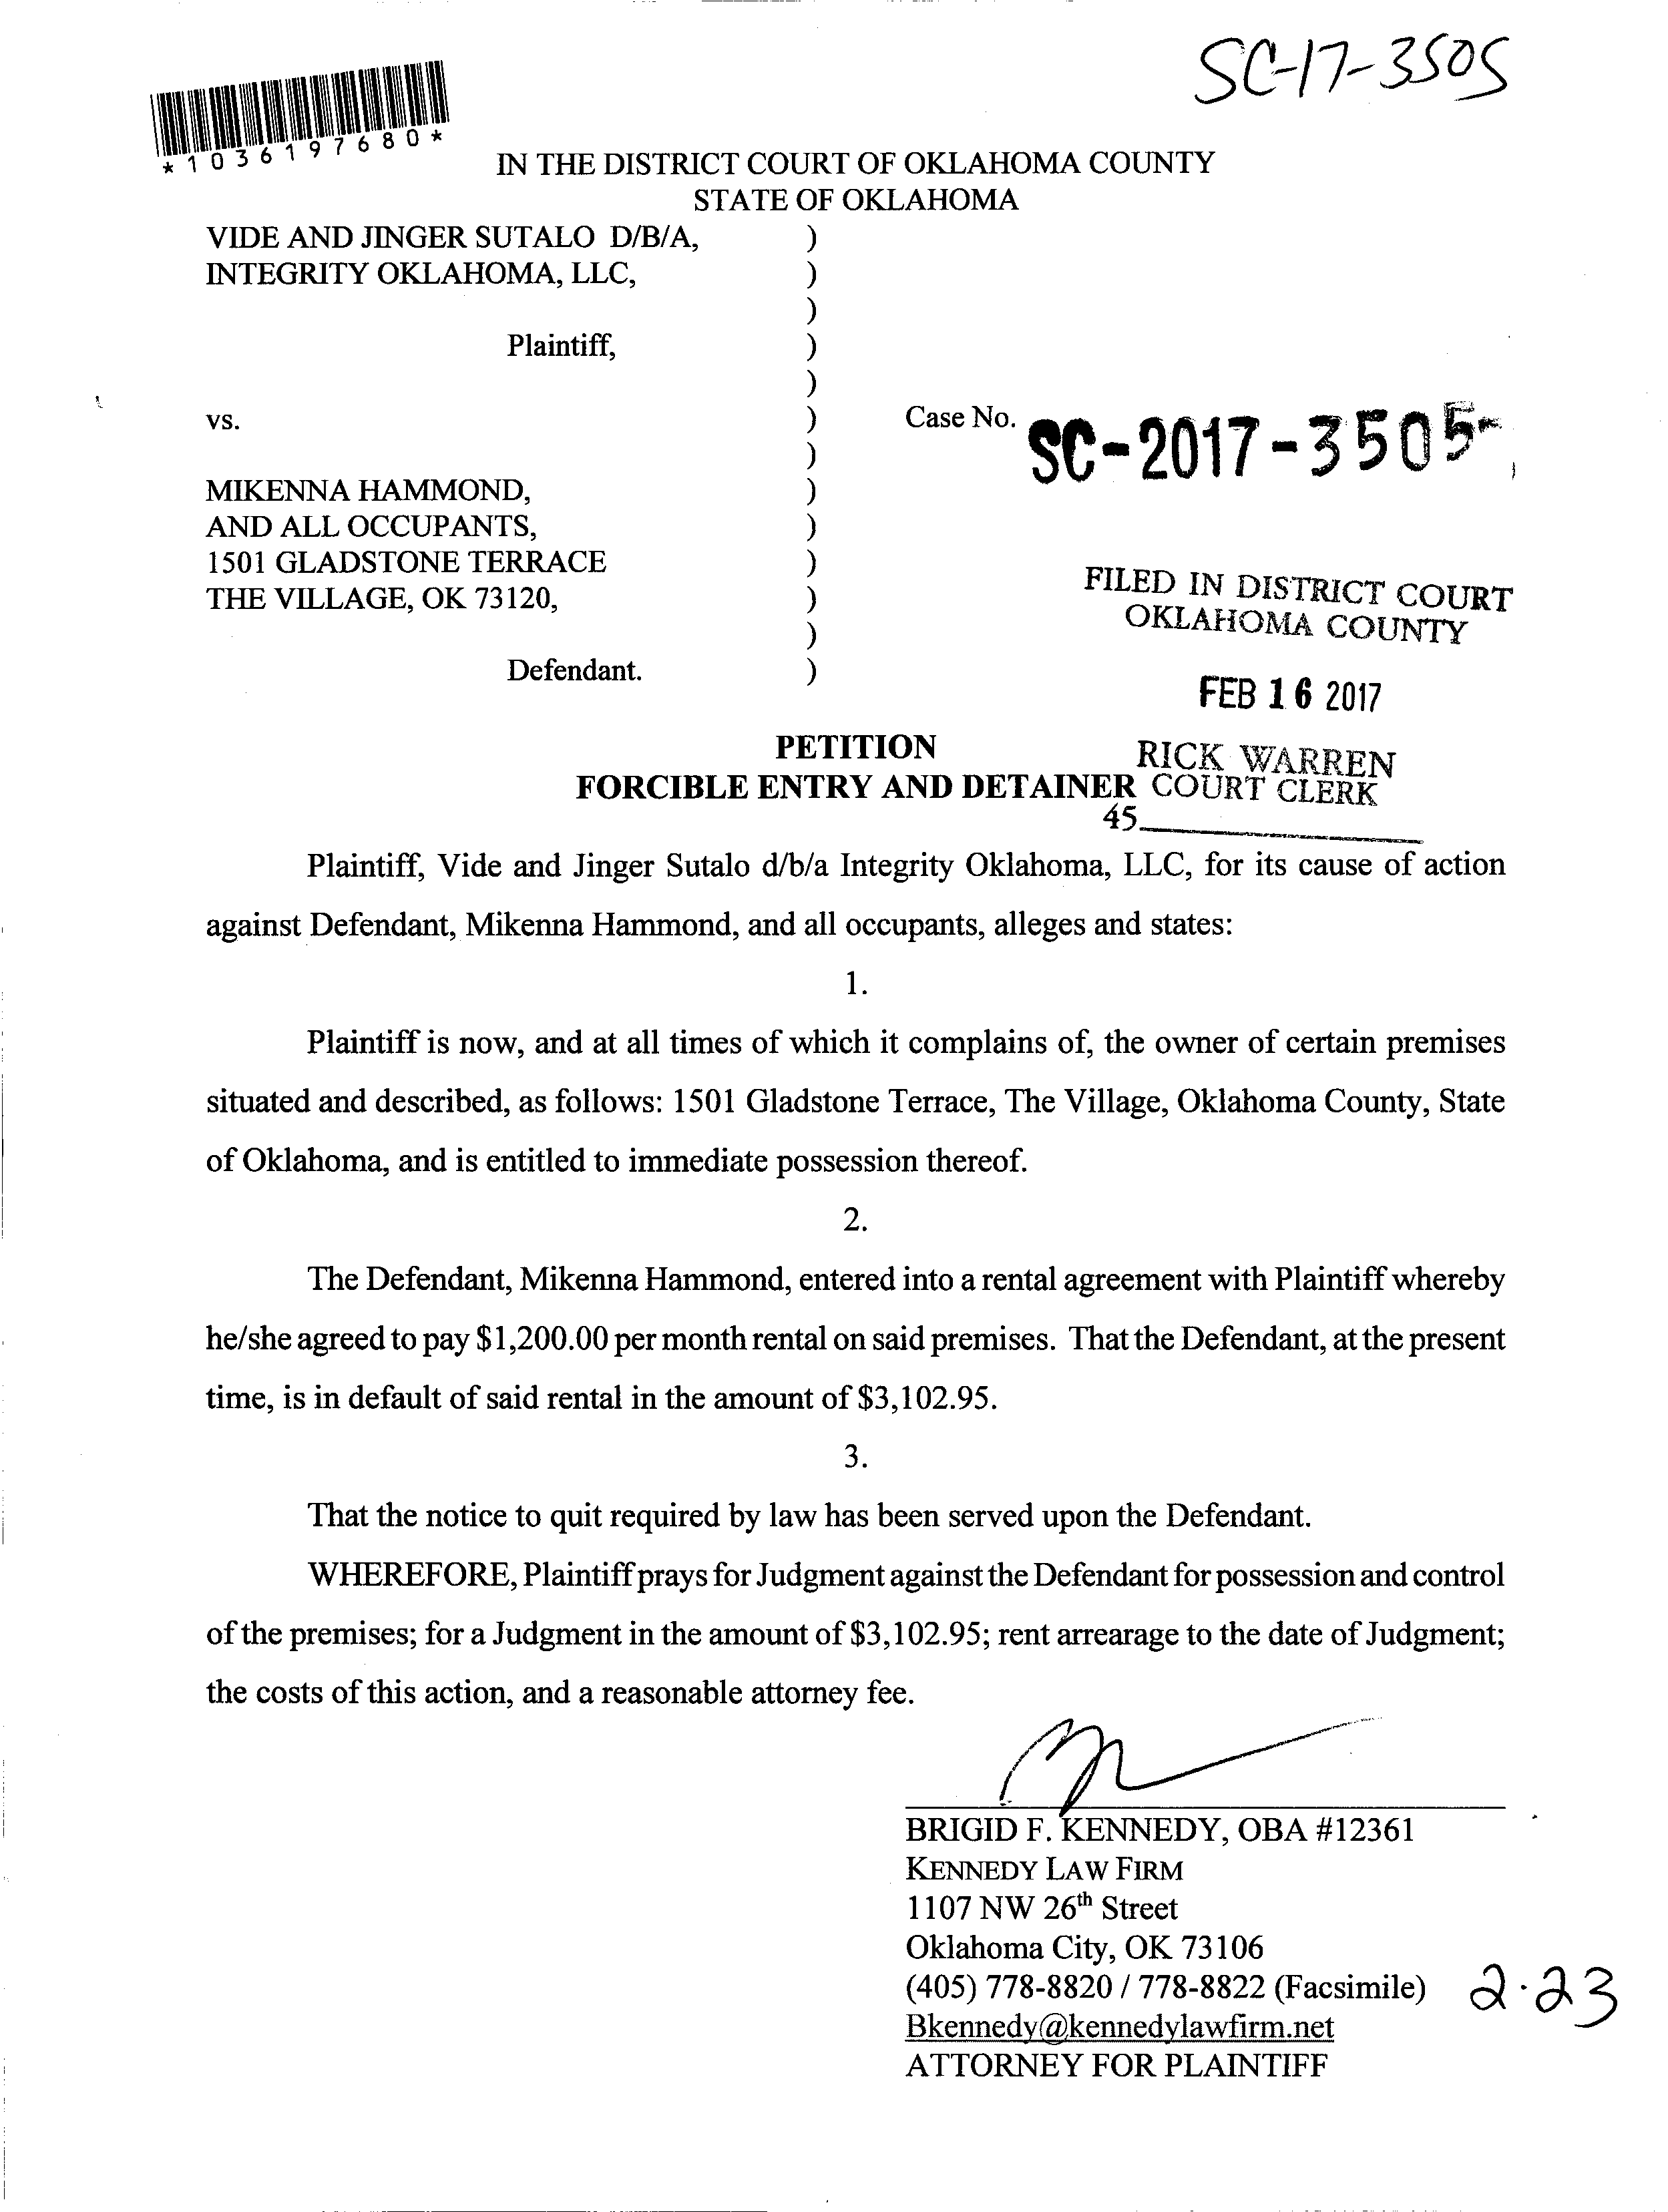 SC-17-3505
*1036197680*
IN THE DISTRICT COURT OF OKLAHOMA COUNTY
STATE OF OKLAHOMA
VIDE AND JINGER SUTALO D/B/A, )
INTEGRITY OKLAHOMA, LLC, )
)
Plaintiff, )
)
vs. ) Case No. SC-2017-3505
)
MIKENNA HAMMOND, )
AND ALL OCCUPANTS, )
1501 GLADSTONE TERRACE )
THE VILLAGE, OK 73120, )
)
Defendant. )
FILED IN DISTRICT COURT
OKLAHOMA COUNTY
FEB 16 2017
RICK WARREN
COURT CLERK
45
PETITION
FORCIBLE ENTRY AND DETAINER
Plaintiff, Vide and Jinger Sutalo d/b/a Integrity Oklahoma, LLC, for its cause of action
against Defendant, Mikenna Hammond, and all occupants, alleges and states:
1.
Plaintiff is now, and at all times of which it complains of, the owner of certain premises
situated and described, as follows: 1501 Gladstone Terrace, The Village, Oklahoma County, State
of Oklahoma, and is entitled to immediate possession thereof.
2.
The Defendant, Mikenna Hammond, entered into a rental agreement with Plaintiff whereby
he/she agreed to pay $1,200.00 per month rental on said premises. That the Defendant, at the present
time, is in default of said rental in the amount of $3,102.95.
3.
That the notice to quit required by law has been served upon the Defendant.
WHEREFORE, Plaintiff prays for Judgment against the Defendant for possession and control
of the premises; for a Judgment in the amount of $3,102.95; rent arrearage to the date of Judgment;
the costs of this action, and a reasonable attorney fee.
BRIGID F. KENNEDY, OBA #12361
KENNEDY LAW FIRM
1107 NW 26th Street
Oklahoma City, OK 73106
(405) 778-8820 / 778-8822 (Facsimile)
Bkennedy@kennedylawfirm.net
ATTORNEY FOR PLAINTIFF
2.23